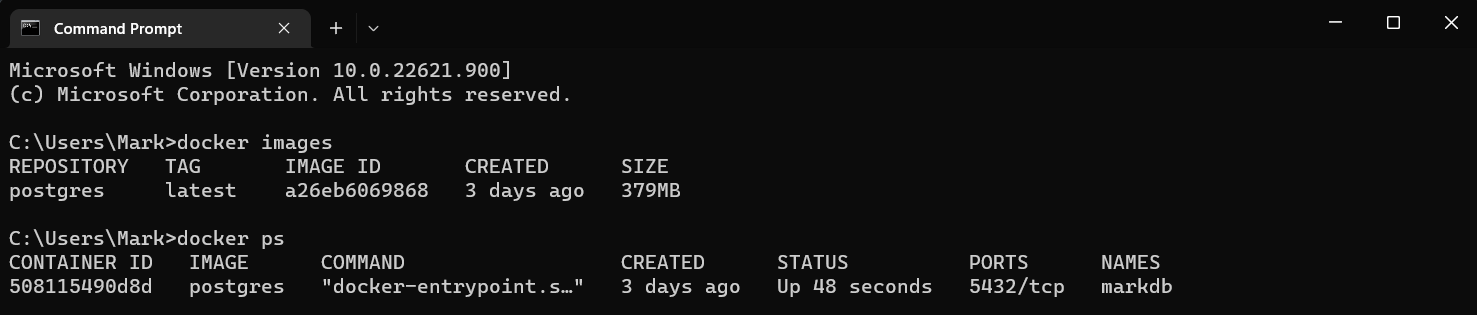 Command Prompt
Microsoft Windows [Version 10.0.22621.900]
(c) Microsoft Corporation. All rights reserved.
C:\Users\Mark>docker images
REPOSITORY   TAG       IMAGE ID       CREATED      SIZE
postgres     latest    a26eb6069868   3 days ago   379MB
C:\Users\Mark>docker ps
CONTAINER ID   IMAGE      COMMAND                  CREATED      STATUS          PORTS      NAMES
508115490d8d   postgres   "docker-entrypoint.s…"   3 days ago   Up 48 seconds   5432/tcp   markdb